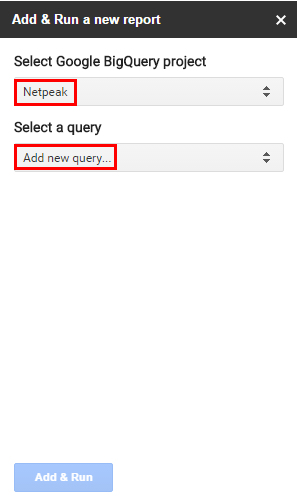 Add & Run a new report
Select Google BigQuery project
Netpeak
Select a query
Add new query...
Add & Run